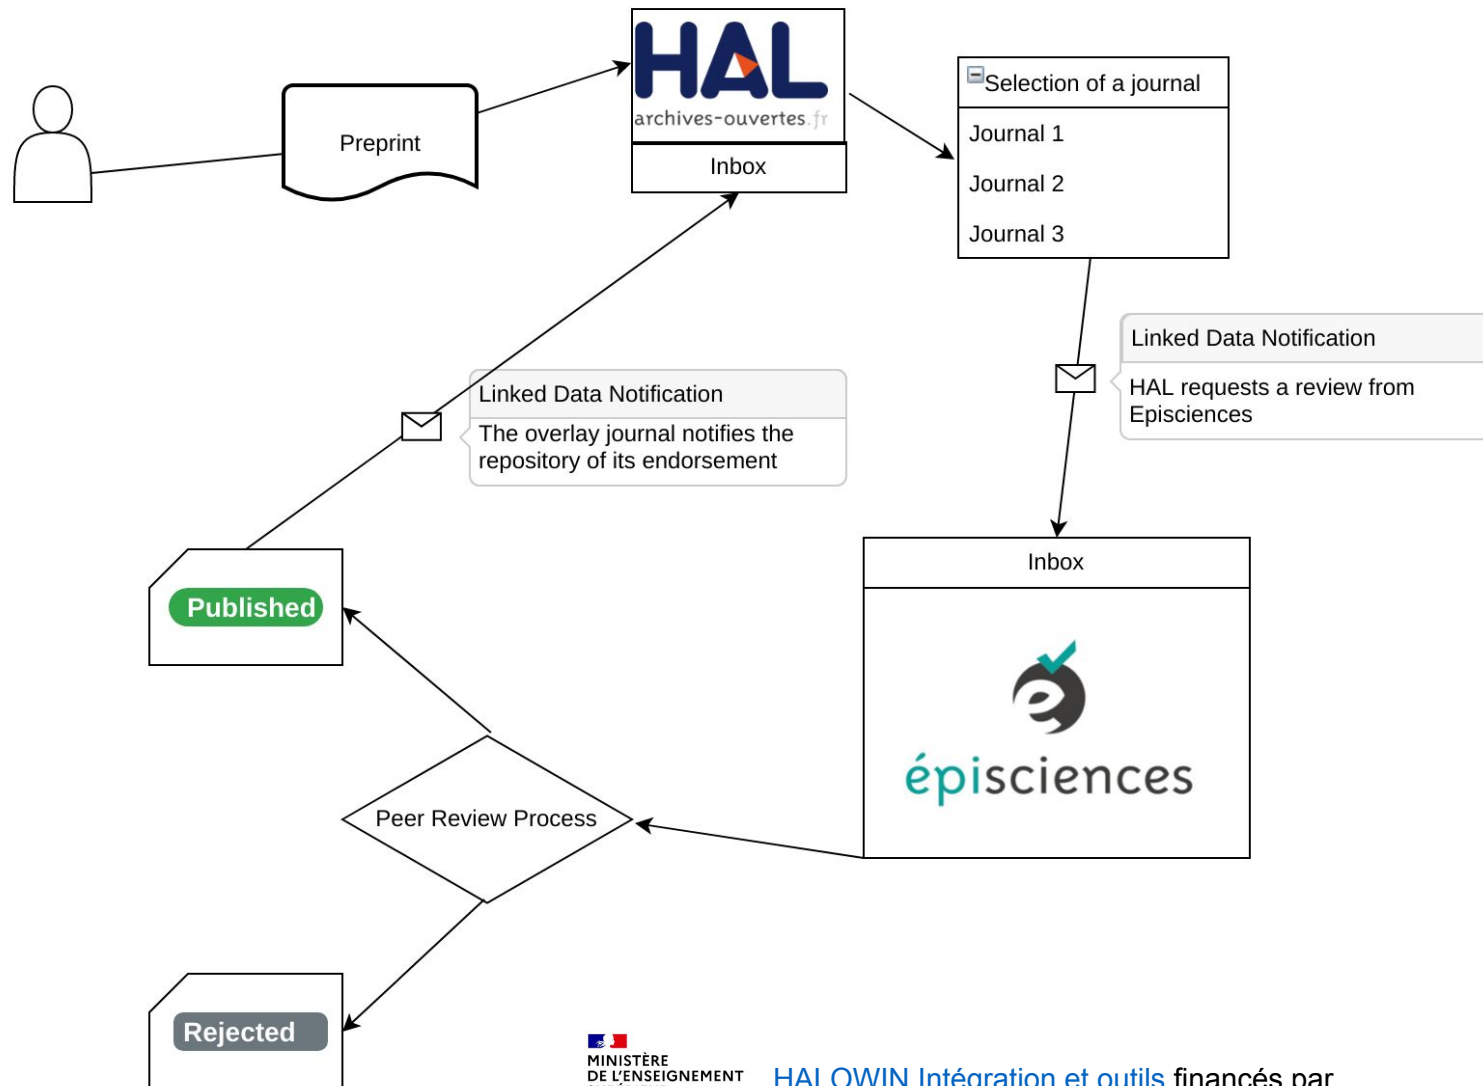 HAL
archives-ouvertes.fr
Inbox
Preprint
Selection of a journal
Journal 1
Journal 2
Journal 3
Linked Data Notification
HAL requests a review from
Episciences
Linked Data Notification
The overlay journal notifies the
repository of its endorsement
Inbox
épisciences
Published
Peer Review Process
Rejected
MINISTÈRE
DE L'ENSEIGNEMENT
HALOWIN Intégration et outils financés par